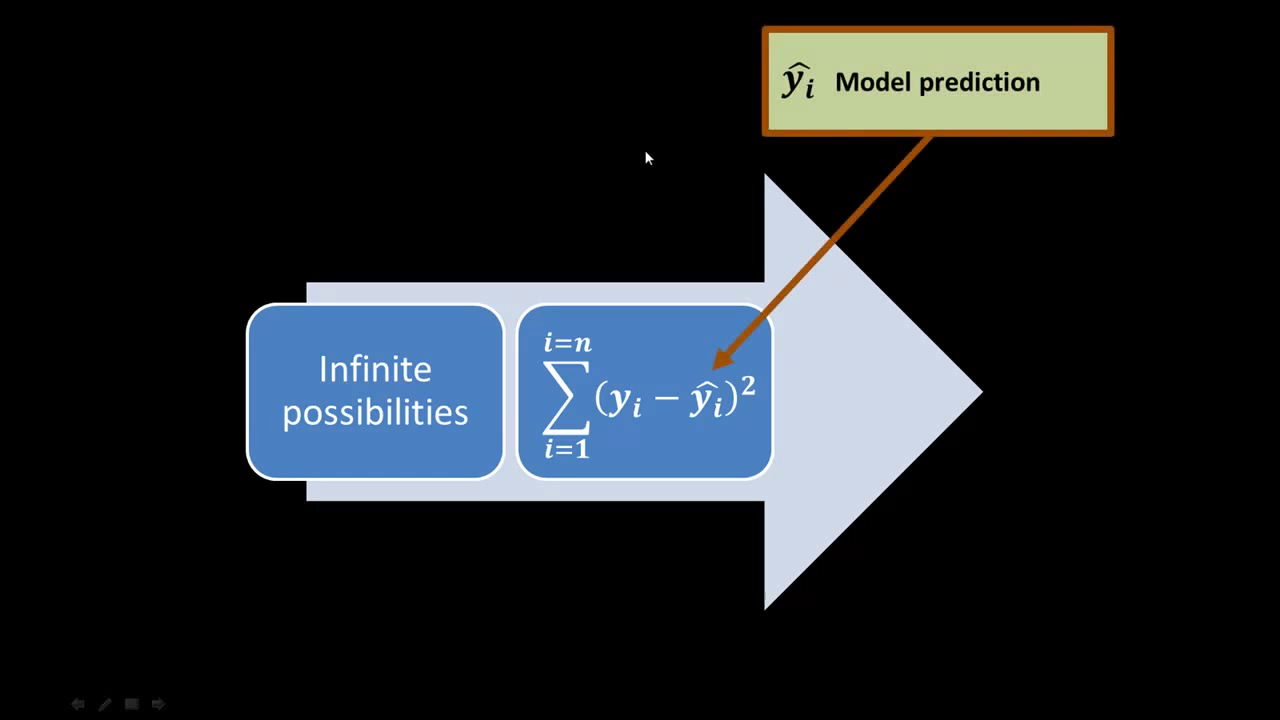 ŷᵢ Model prediction
Infinite
possibilities
i=n
∑(yᵢ − ŷᵢ)²
i=1